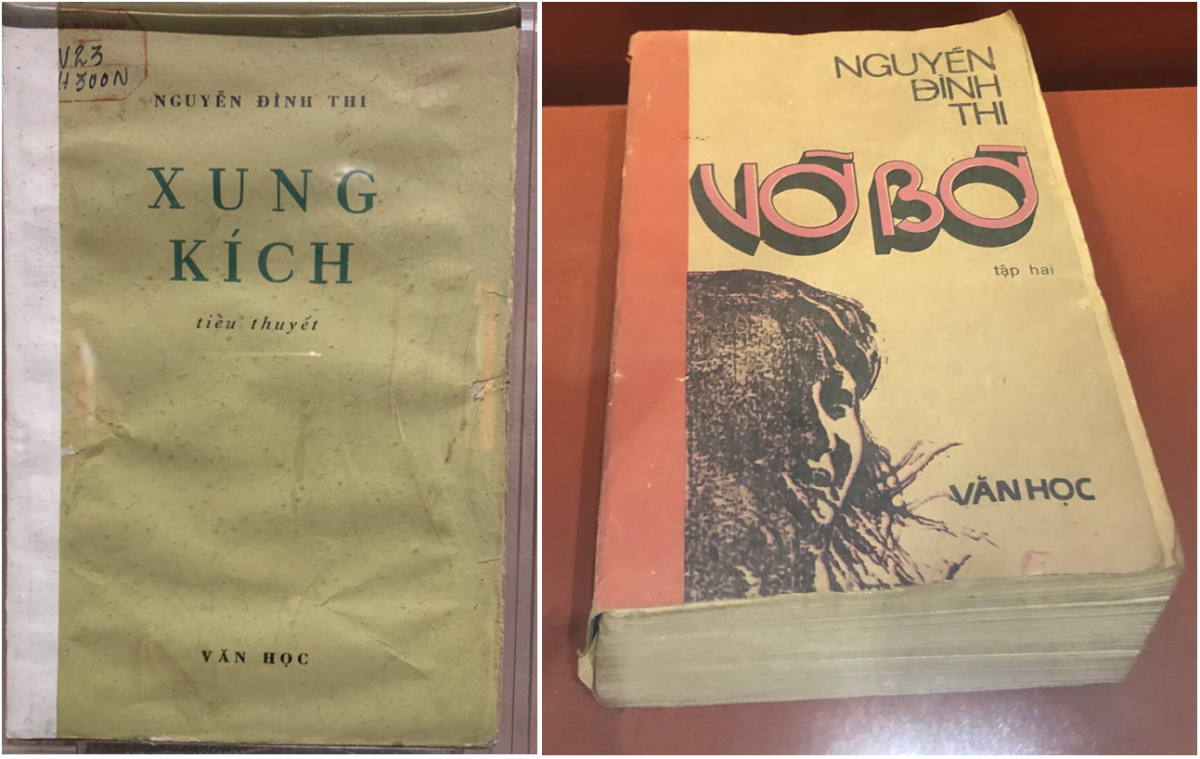 V23
H300N
NGUYỄN ĐÌNH THI
XUNG
KÍCH
tiểu thuyết
VĂN HỌC
NGUYỄN
ĐÌNH
THI
VỠ BỜ
tập hai
VĂN HỌC